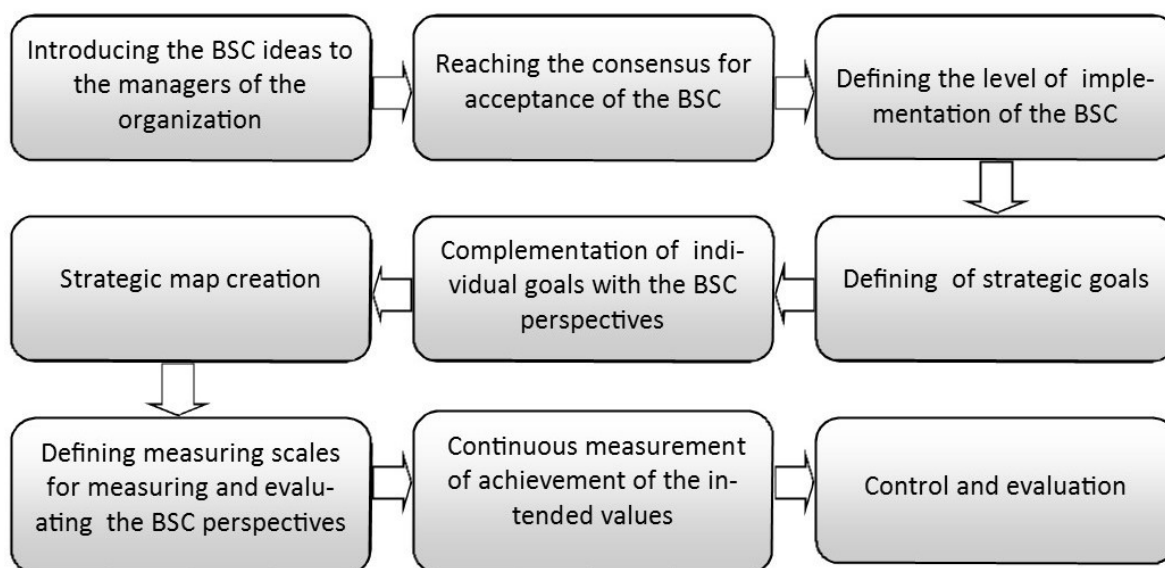 Introducing the BSC ideas to
the managers of the
organization
Reaching the consensus for
acceptance of the BSC
Defining the level of  imple-
mentation of the BSC
Defining  of strategic goals
Complementation of  indi-
vidual goals with the BSC
perspectives
Strategic map creation
Defining measuring scales
for measuring and evalu-
ating  the BSC perspectives
Continuous measurement
of achievement of the in-
tended values
Control and evaluation